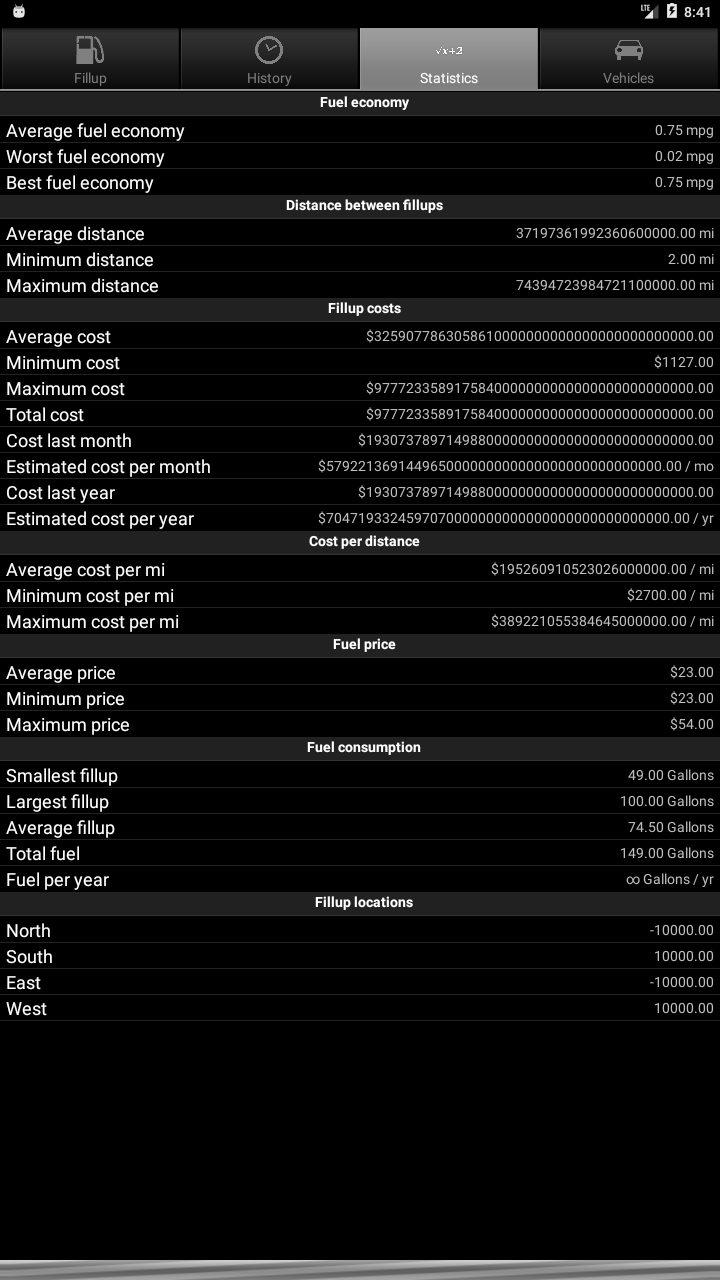 LTE 8:41
Fillup History √x+2 Statistics Vehicles
Fuel economy
Average fuel economy 0.75 mpg
Worst fuel economy 0.02 mpg
Best fuel economy 0.75 mpg
Distance between fillups
Average distance 37197361992360600000.00 mi
Minimum distance 2.00 mi
Maximum distance 74394723984721100000.00 mi
Fillup costs
Average cost $3259077863058610000000000000000000000000.00
Minimum cost $1127.00
Maximum cost $9777233589175840000000000000000000000000.00
Total cost $9777233589175840000000000000000000000000.00
Cost last month $19307378971498800000000000000000000000000.00
Estimated cost per month $57922136914496500000000000000000000000000.00 / mo
Cost last year $19307378971498800000000000000000000000000.00
Estimated cost per year $704719332459707000000000000000000000000000.00 / yr
Cost per distance
Average cost per mi $195260910523026000000.00 / mi
Minimum cost per mi $2700.00 / mi
Maximum cost per mi $389221055384645000000.00 / mi
Fuel price
Average price $23.00
Minimum price $23.00
Maximum price $54.00
Fuel consumption
Smallest fillup 49.00 Gallons
Largest fillup 100.00 Gallons
Average fillup 74.50 Gallons
Total fuel 149.00 Gallons
Fuel per year ∞ Gallons / yr
Fillup locations
North -10000.00
South 10000.00
East -10000.00
West 10000.00